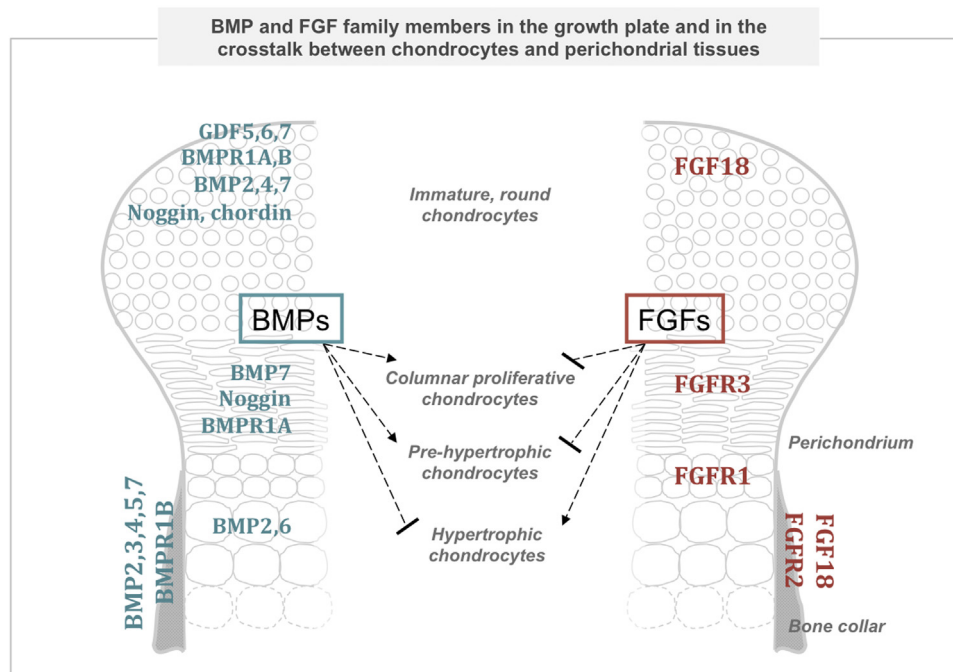 BMP and FGF family members in the growth plate and in the
crosstalk between chondrocytes and perichondrial tissues
GDF5,6,7
BMPR1A,B
BMP2,4,7
Noggin, chordin
Immature, round
chondrocytes
FGF18
BMPs
FGFs
BMP7
Noggin
BMPR1A
Columnar proliferative
chondrocytes
FGFR3
Pre-hypertrophic
chondrocytes
Perichondrium
FGFR1
BMP2,3,4,5,7
BMPR1B
BMP2,6
Hypertrophic
chondrocytes
FGF18
FGFR2
Bone collar